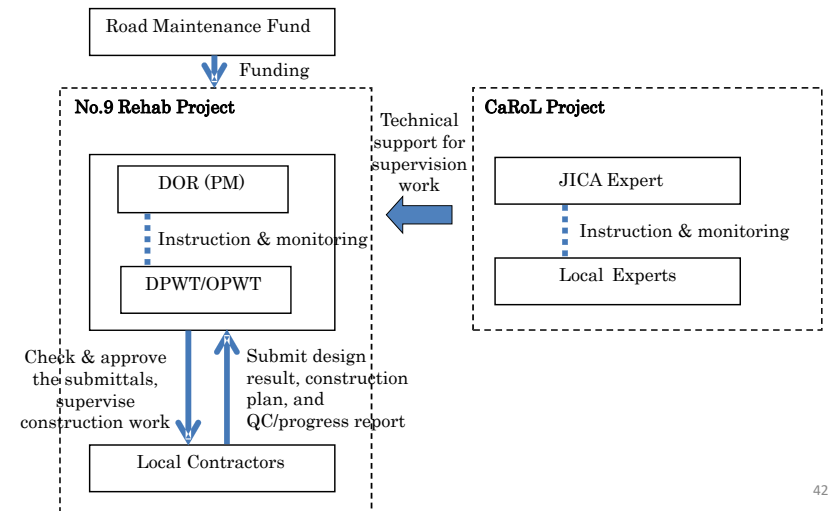 Road Maintenance Fund
Funding
No.9 Rehab Project
DOR (PM)
Instruction & monitoring
DPWT/OPWT
Check & approve
the submittals,
supervise
construction work
Submit design
result, construction
plan, and
QC/progress report
Local Contractors
Technical
support for
supervision
work
CaRoL Project
JICA Expert
Instruction & monitoring
Local Experts
42